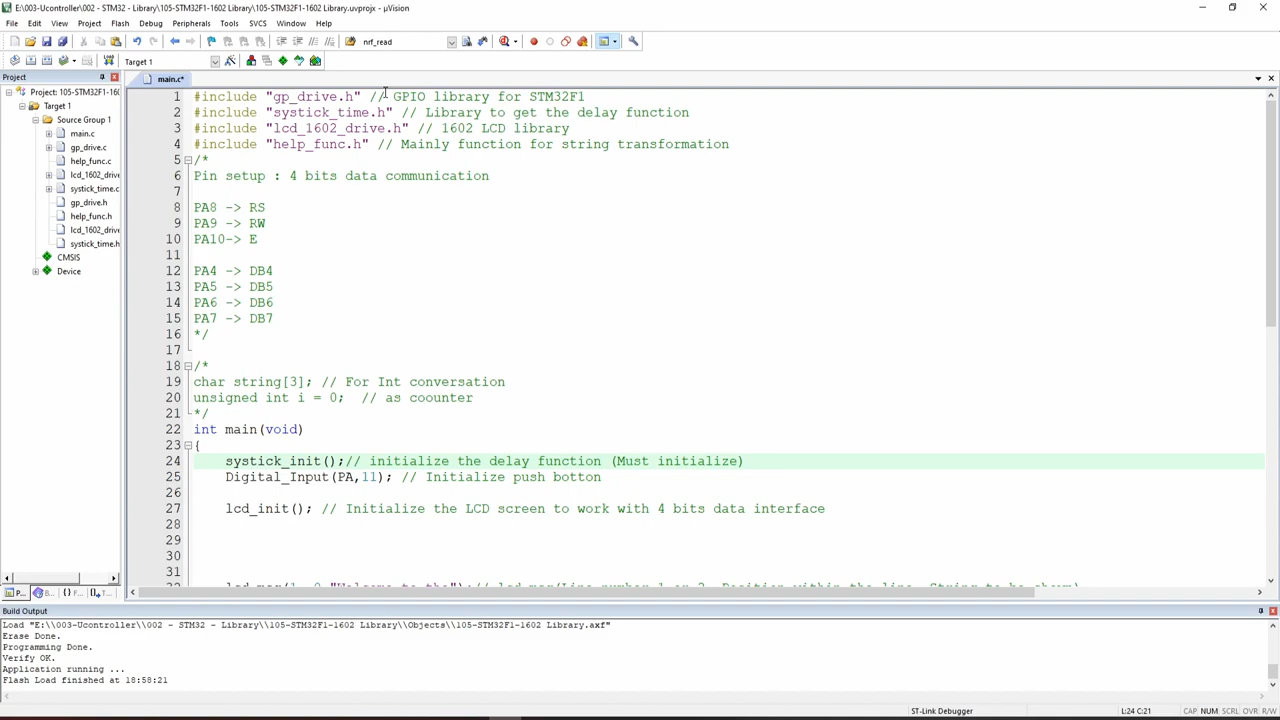 E:\003-Ucontroller\002 - STM32 - Library\105-STM32F1-1602 Library\105-STM32F1-1602 Library.uvprojx - µVision
File Edit View Project Flash Debug Peripherals Tools SVCS Window Help
nrf_read
Target 1
Project
main.c*
Project: 105-STM32F1-160
Target 1
Source Group 1
main.c
gp_drive.c
help_func.c
lcd_1602_drive
systick_time.c
gp_drive.h
help_func.h
lcd_1602_drive
systick_time.h
CMSIS
Device
1 #include "gp_drive.h" // GPIO library for STM32F1
2 #include "systick_time.h" // Library to get the delay function
3 #include "lcd_1602_drive.h" // 1602 LCD library
4 #include "help_func.h" // Mainly function for string transformation
5 /*
6 Pin setup : 4 bits data communication
7
8 PA8 -> RS
9 PA9 -> RW
10 PA10-> E
11
12 PA4 -> DB4
13 PA5 -> DB5
14 PA6 -> DB6
15 PA7 -> DB7
16 */
17
18 /*
19 char string[3]; // For Int conversation
20 unsigned int i = 0;  // as coounter
21 */
22 int main(void)
23 {
24 systick_init();// initialize the delay function (Must initialize)
25 Digital_Input(PA,11); // Initialize push botton
26
27 lcd_init(); // Initialize the LCD screen to work with 4 bits data interface
28
29
30
31
P... B... {} F... T...
Build Output
Load "E:\\003-Ucontroller\\002 - STM - Library\\105-STM32F1-1602 Library\\Objects\\105-STM32F1-1602 Library.axf"
Erase Done.
Programming Done.
Verify OK.
Application running ...
Flash Load finished at 18:58:21
ST-Link Debugger L:24 C:21 CAP NUM SCRL OVR R/W